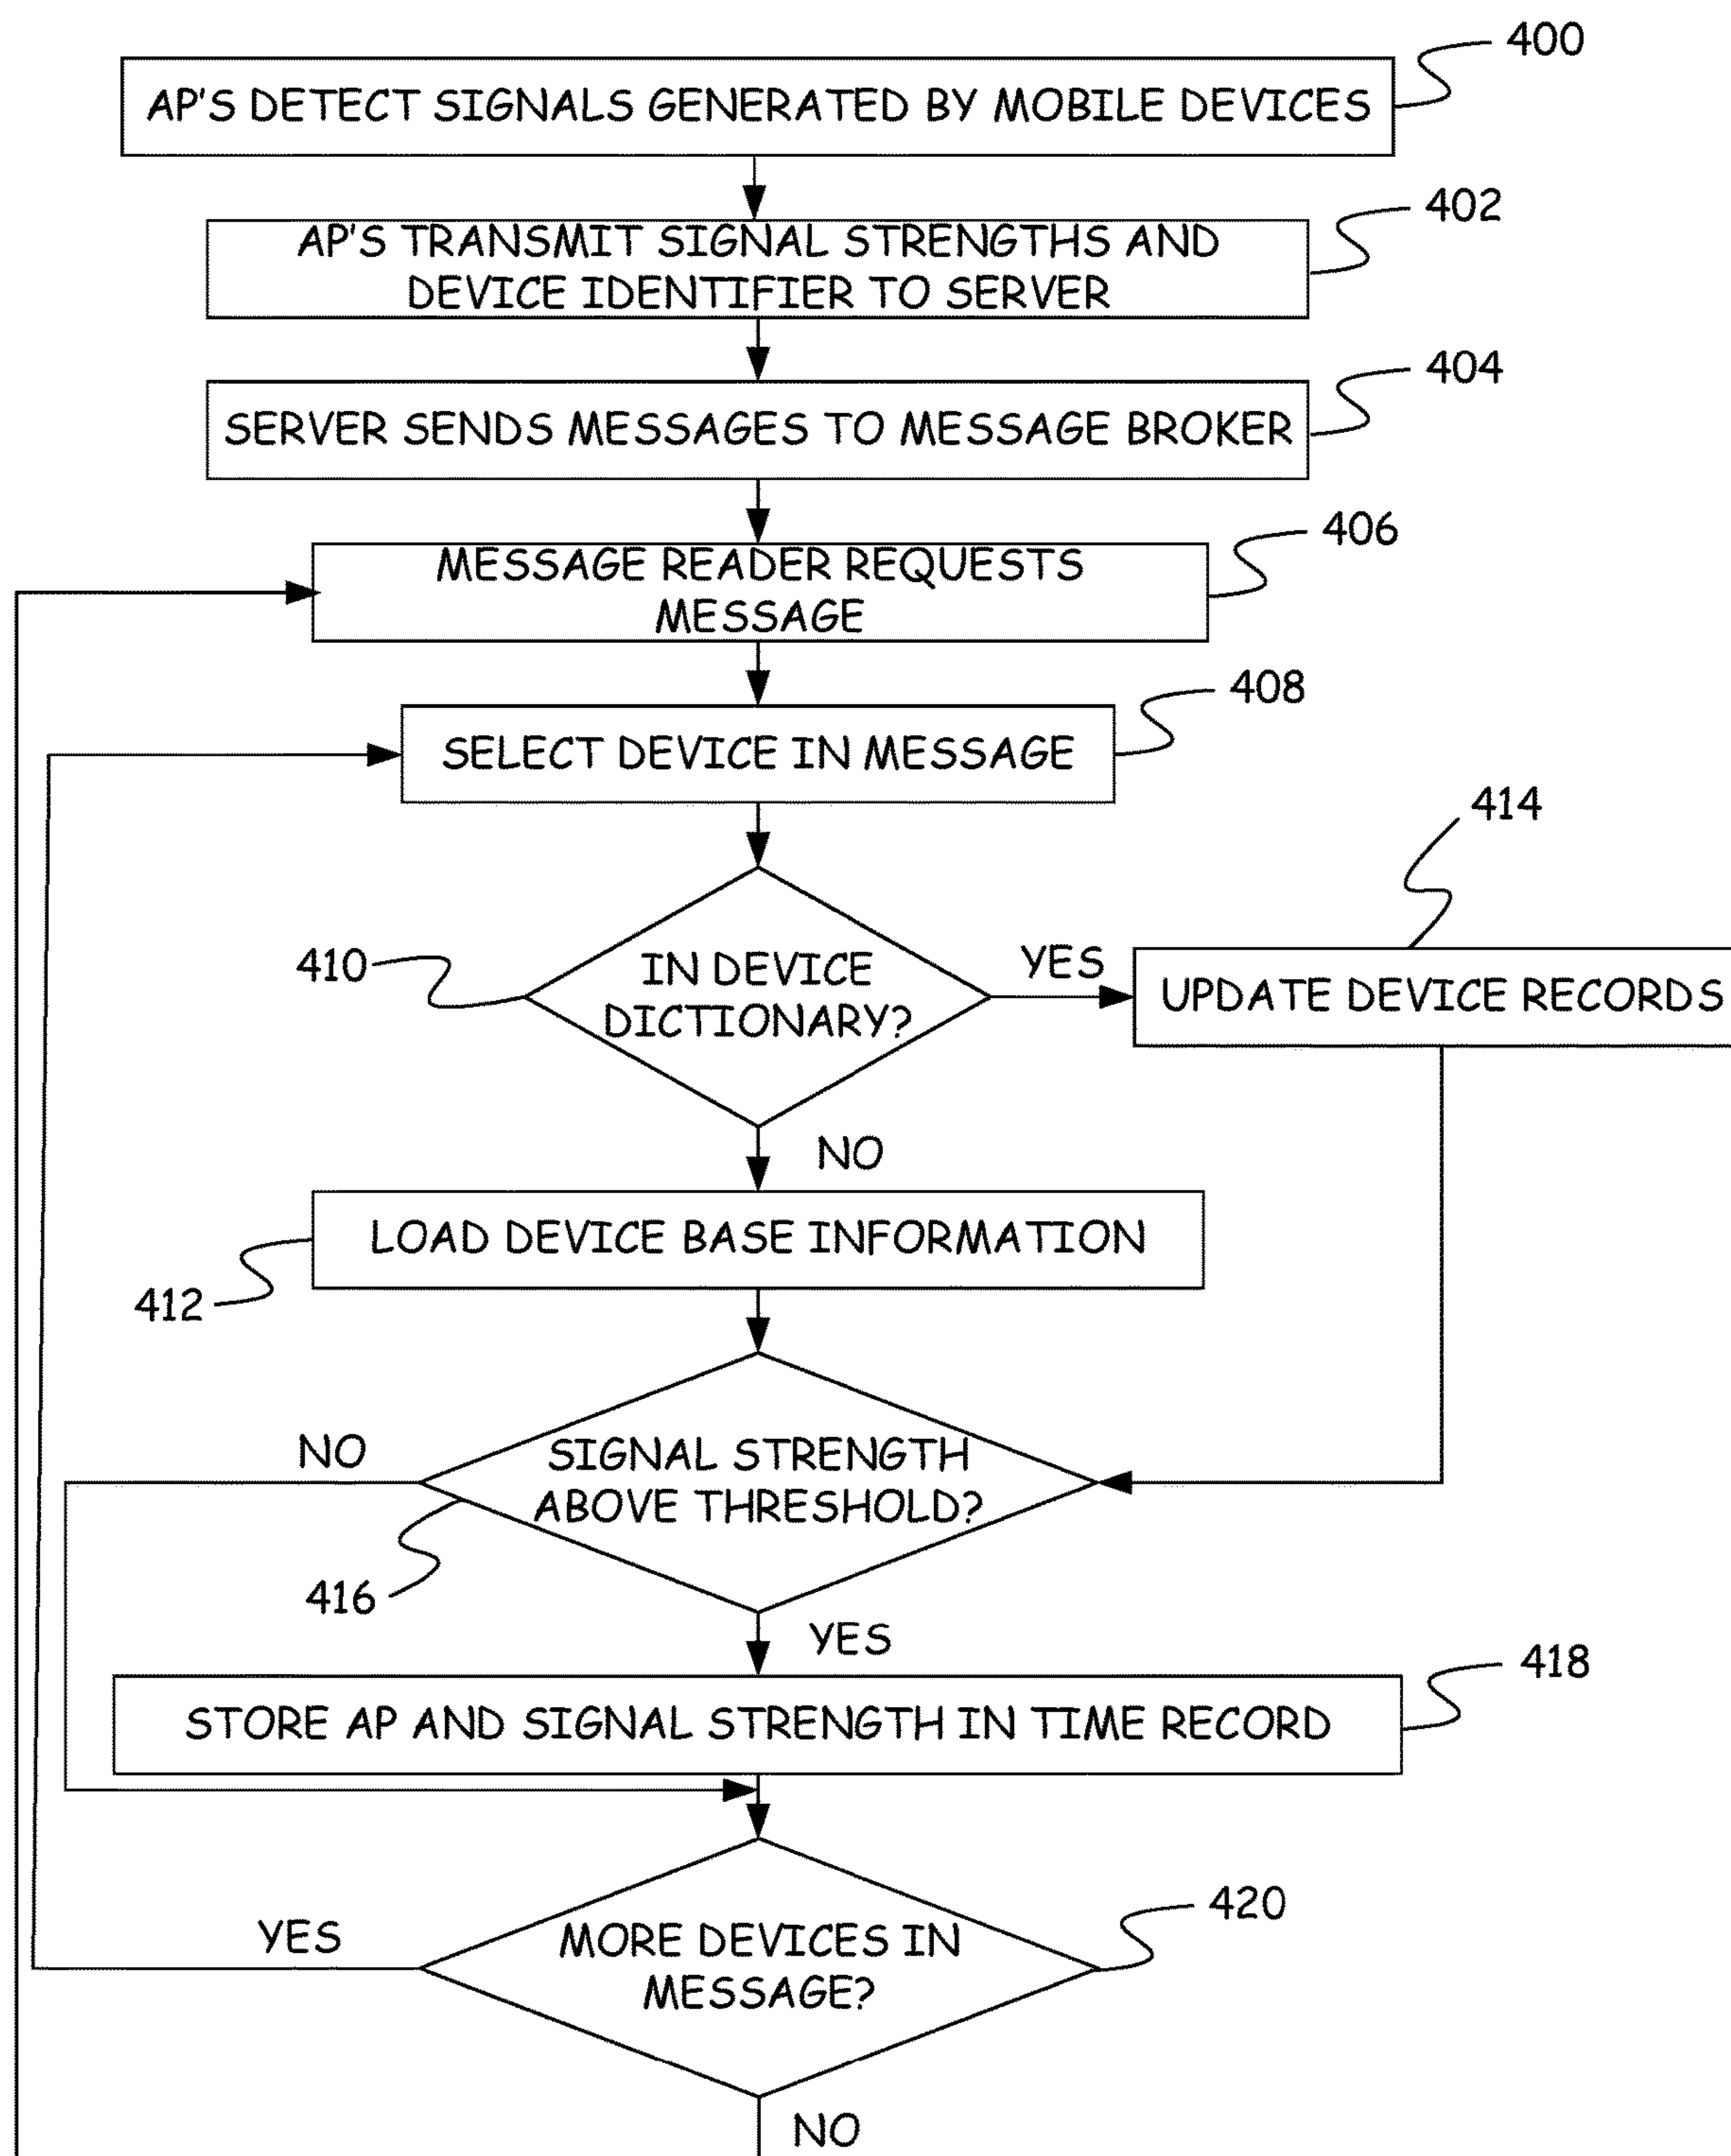 400
AP'S DETECT SIGNALS GENERATED BY MOBILE DEVICES
402
AP'S TRANSMIT SIGNAL STRENGTHS AND
DEVICE IDENTIFIER TO SERVER
404
SERVER SENDS MESSAGES TO MESSAGE BROKER
406
MESSAGE READER REQUESTS
MESSAGE
408
SELECT DEVICE IN MESSAGE
414
410
IN DEVICE
DICTIONARY?
YES
UPDATE DEVICE RECORDS
NO
LOAD DEVICE BASE INFORMATION
412
NO
SIGNAL STRENGTH
ABOVE THRESHOLD?
416
YES
418
STORE AP AND SIGNAL STRENGTH IN TIME RECORD
420
YES
MORE DEVICES IN
MESSAGE?
NO